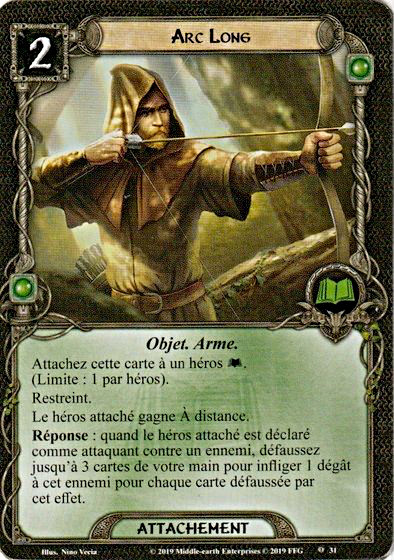 2
ARC LONG
Objet. Arme.
Attachez cette carte à un héros .
(Limite : 1 par héros).
Restreint.
Le héros attaché gagne À distance.
Réponse : quand le héros attaché est déclaré
comme attaquant contre un ennemi, défaussez
jusqu'à 3 cartes de votre main pour infliger 1 dégât
à cet ennemi pour chaque carte défaussée par
cet effet.
ATTACHEMENT
Illus. Nino Vecia © 2019 Middle-earth Enterprises © 2019 FFG 31